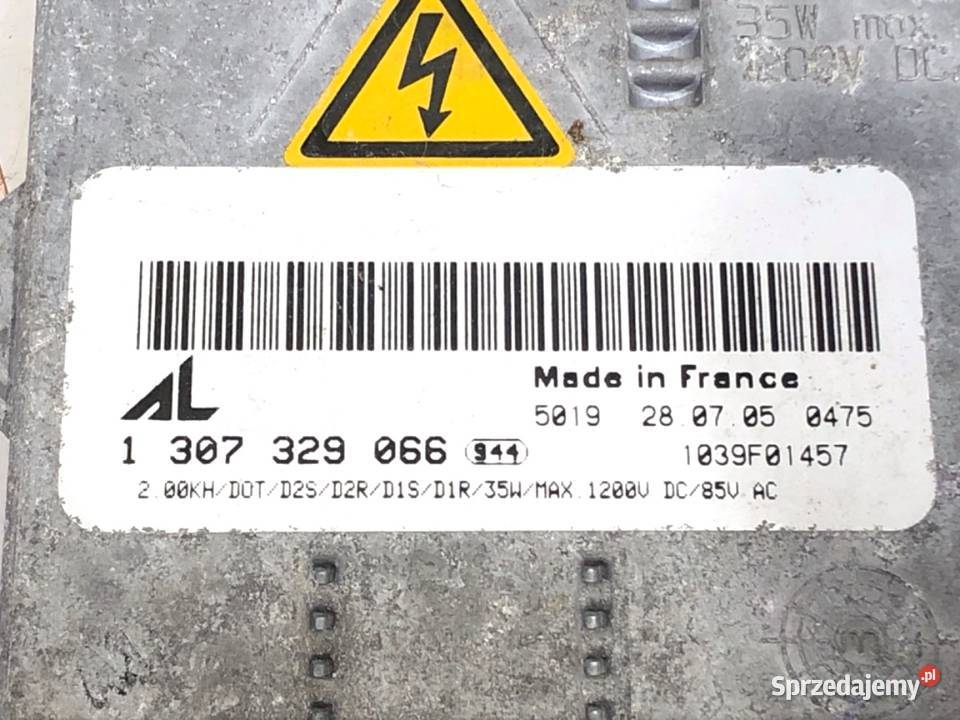 35W max.
1200V DC
AL
Made in France
5019 28.07.05 0475
1 307 329 066 944
1039F01457
2.00KH/DOT/D2S/D2R/D1S/D1R/35W/MAX.1200V DC/85V AC
m
Sprzedajemy.pl